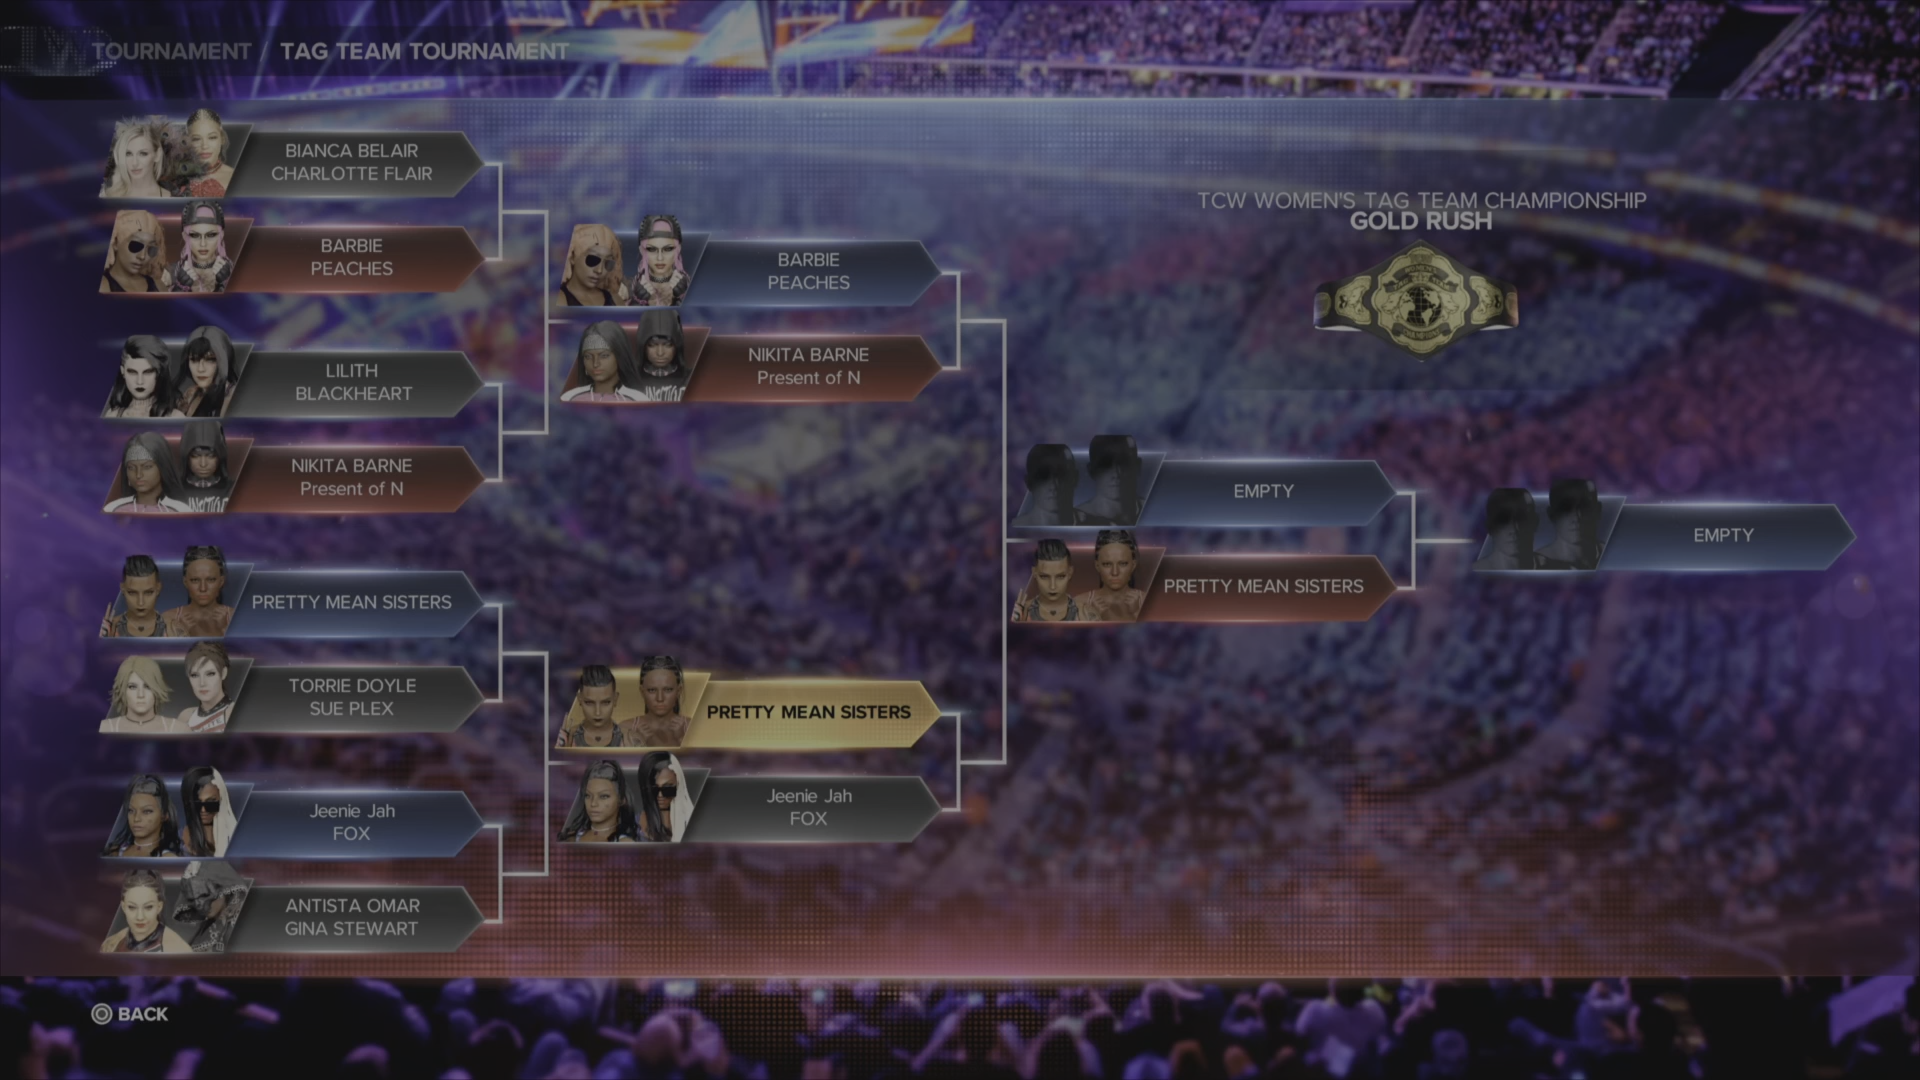 TOURNAMENT / TAG TEAM TOURNAMENT
BIANCA BELAIR
CHARLOTTE FLAIR
BARBIE
PEACHES
LILITH
BLACKHEART
NIKITA BARNE
Present of N
PRETTY MEAN SISTERS
TORRIE DOYLE
SUE PLEX
Jeenie Jah
FOX
ANTISTA OMAR
GINA STEWART
BARBIE
PEACHES
NIKITA BARNE
Present of N
PRETTY MEAN SISTERS
Jeenie Jah
FOX
TCW WOMEN'S TAG TEAM CHAMPIONSHIP
GOLD RUSH
EMPTY
PRETTY MEAN SISTERS
EMPTY
BACK